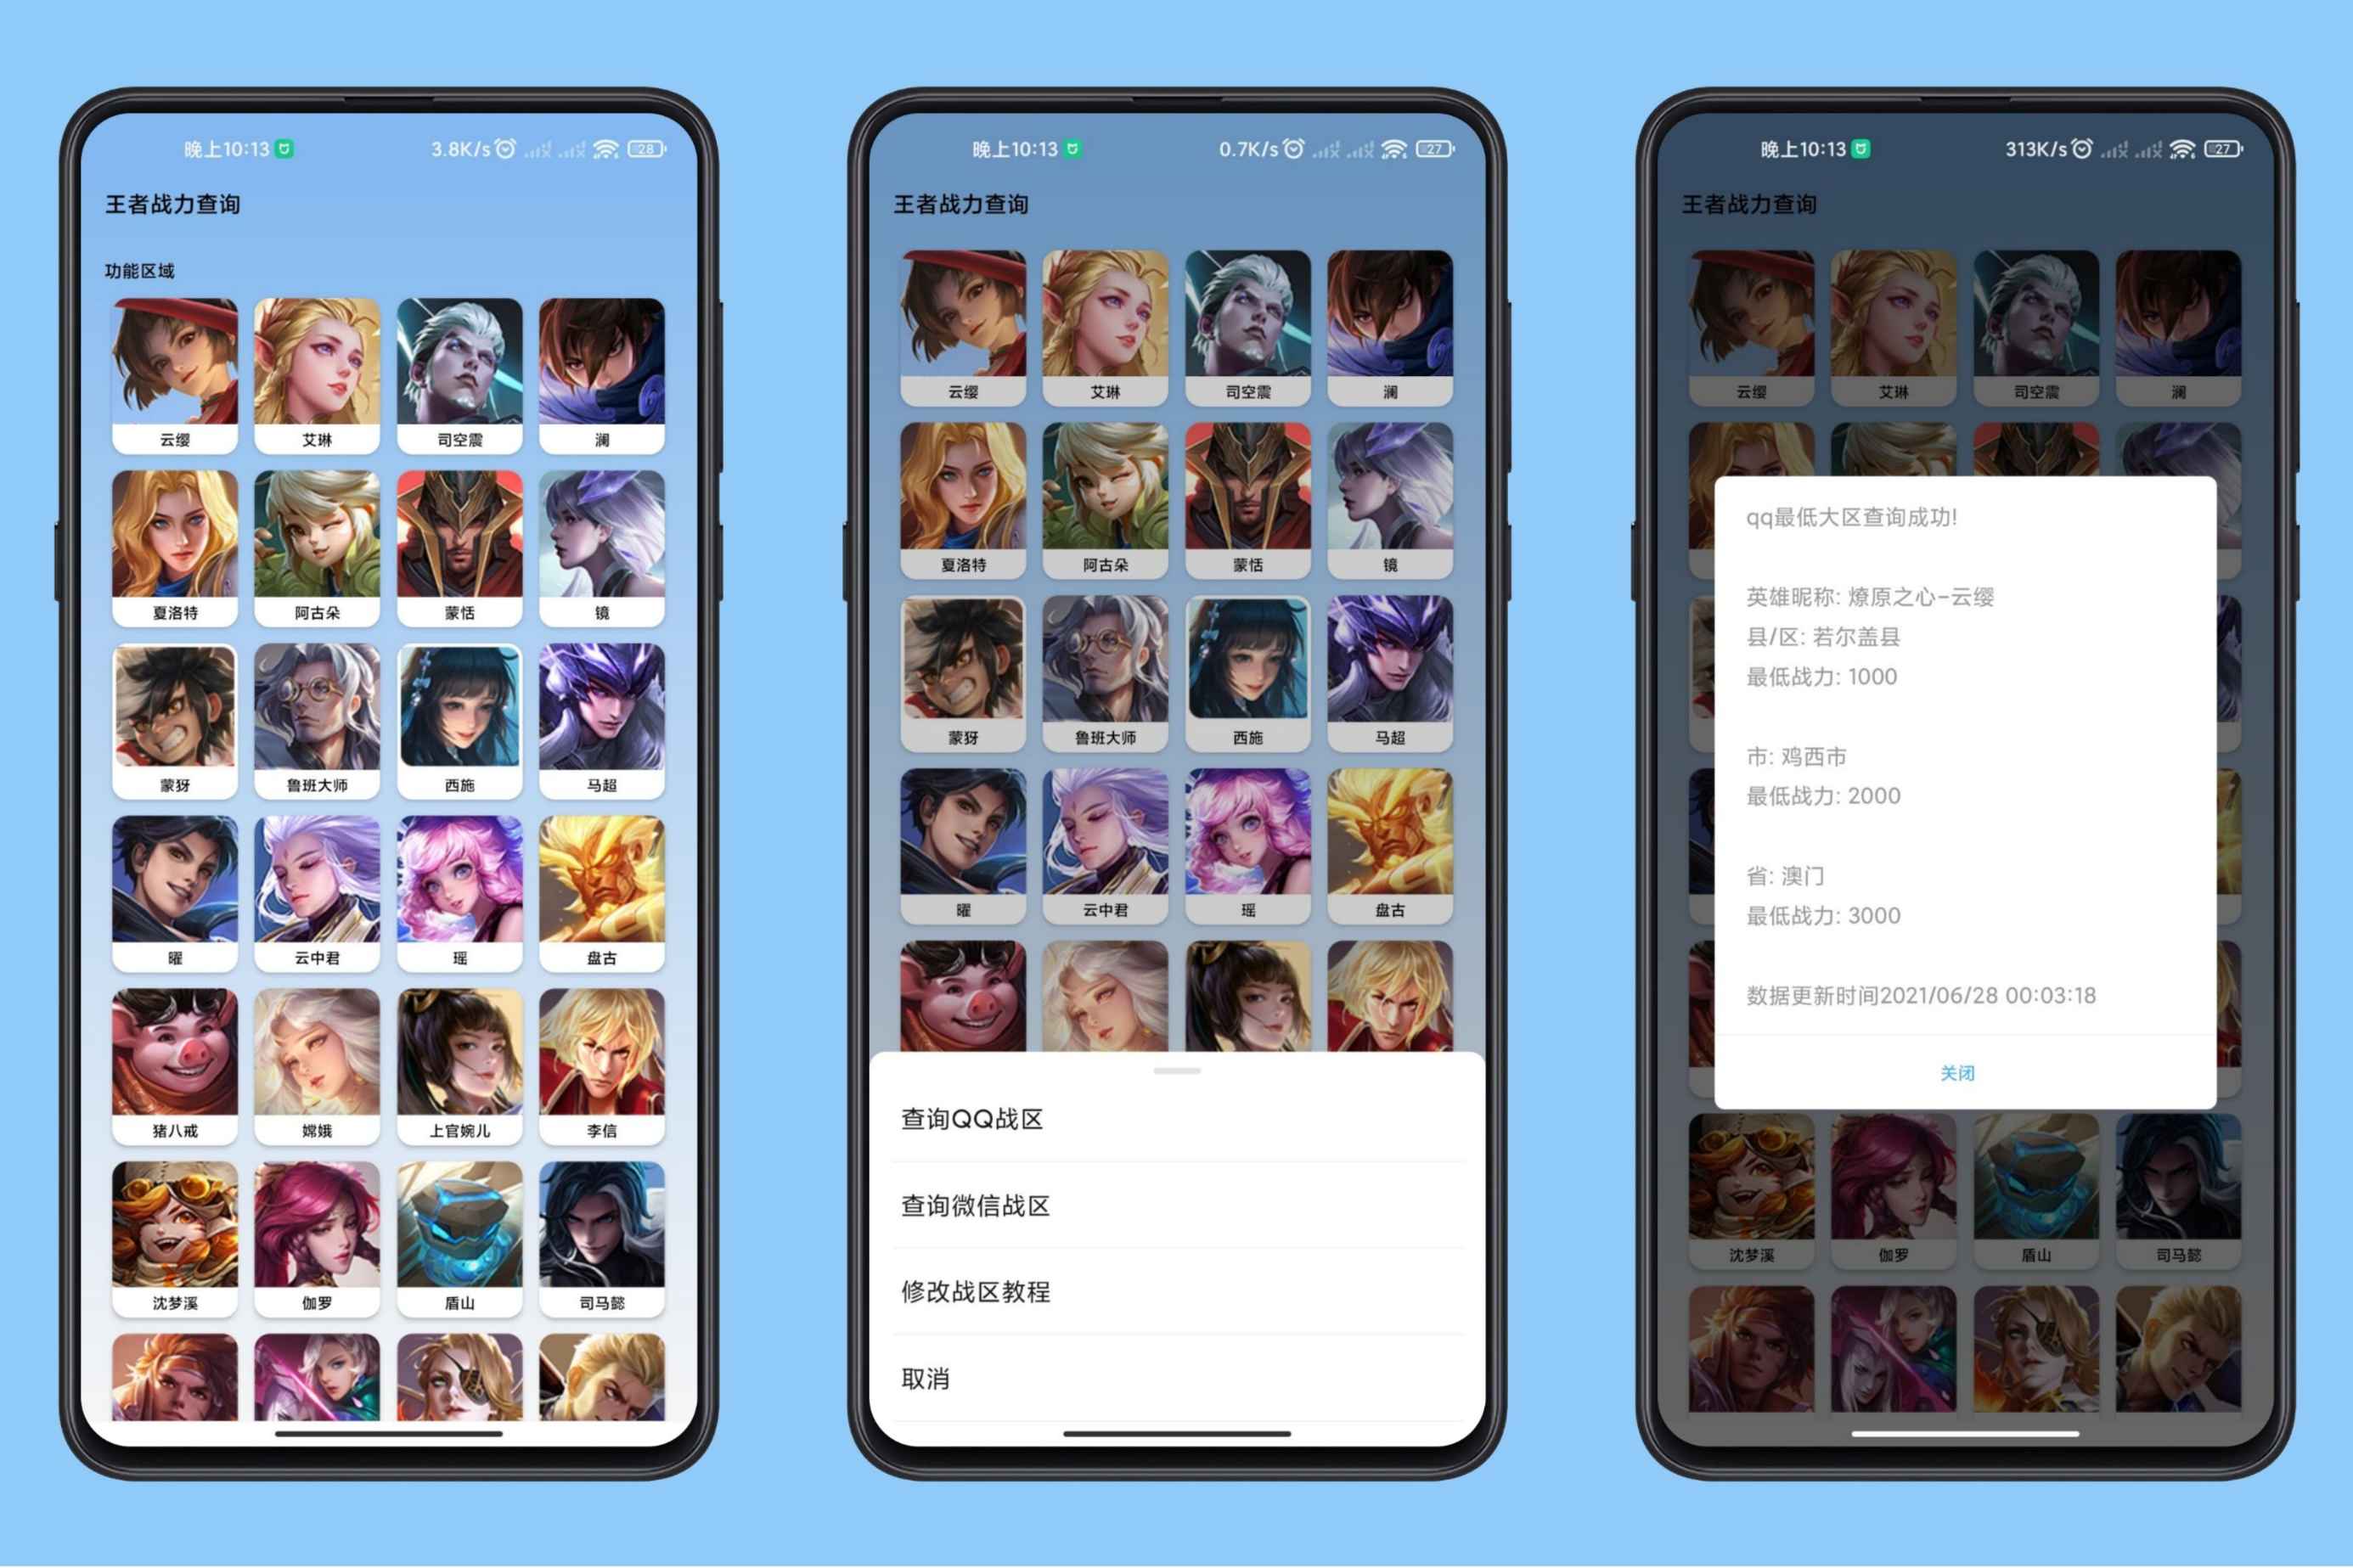 晚上10:13 3.8K/s 28
王者战力查询
功能区域
云缨 艾琳 司空震 澜
夏洛特 阿古朵 蒙恬 镜
蒙犽 鲁班大师 西施 马超
曜 云中君 瑶 盘古
猪八戒 嫦娥 上官婉儿 李信
沈梦溪 伽罗 盾山 司马懿
晚上10:13 0.7K/s 27
王者战力查询
云缨 艾琳 司空震 澜
夏洛特 阿古朵 蒙恬 镜
蒙犽 鲁班大师 西施 马超
曜 云中君 瑶 盘古
查询QQ战区
查询微信战区
修改战区教程
取消
晚上10:13 313K/s 27
王者战力查询
云缨 艾琳 司空震 澜
qq最低大区查询成功!
英雄昵称: 燎原之心-云缨
县/区: 若尔盖县
最低战力: 1000
市: 鸡西市
最低战力: 2000
省: 澳门
最低战力: 3000
数据更新时间2021/06/28 00:03:18
关闭
沈梦溪 伽罗 盾山 司马懿